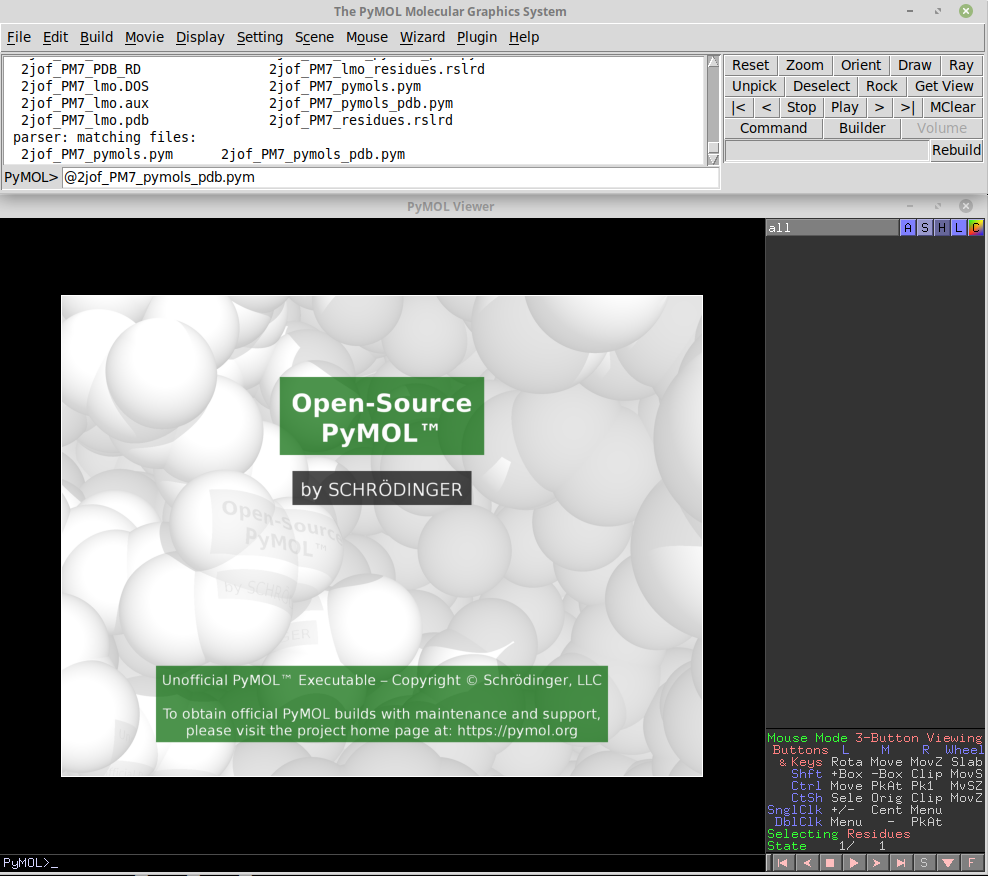 The PyMOL Molecular Graphics System
File Edit Build Movie Display Setting Scene Mouse Wizard Plugin Help
2jof_PM7_PDB_RD 2jof_PM7_lmo_residues.rslrd
2jof_PM7_lmo.DOS 2jof_PM7_pymols.pym
2jof_PM7_lmo.aux 2jof_PM7_pymols_pdb.pym
2jof_PM7_lmo.pdb 2jof_PM7_residues.rslrd
parser: matching files:
2jof_PM7_pymols.pym 2jof_PM7_pymols_pdb.pym
PyMOL> @2jof_PM7_pymols_pdb.pym
Reset Zoom Orient Draw Ray
Unpick Deselect Rock Get View
|< < Stop Play > >| MClear
Command Builder Volume
Rebuild
PyMOL Viewer
all A S H L C
Open-Source
PyMOL™
by SCHRÖDINGER
Open-Source
PyMOL™
Unofficial PyMOL™ Executable – Copyright © Schrödinger, LLC
To obtain official PyMOL builds with maintenance and support,
please visit the project home page at: https://pymol.org
Mouse Mode 3-Button Viewing
Buttons L M R Wheel
& Keys Rota Move MovZ Slab
Shft +Box -Box Clip MovS
Ctrl Move PkAt Pk1 MvSZ
CtSh Sele Orig Clip MovZ
SnglClk +/- Cent Menu
DblClk Menu - PkAt
Selecting Residues
State 1/ 1
PyMOL>_
S F